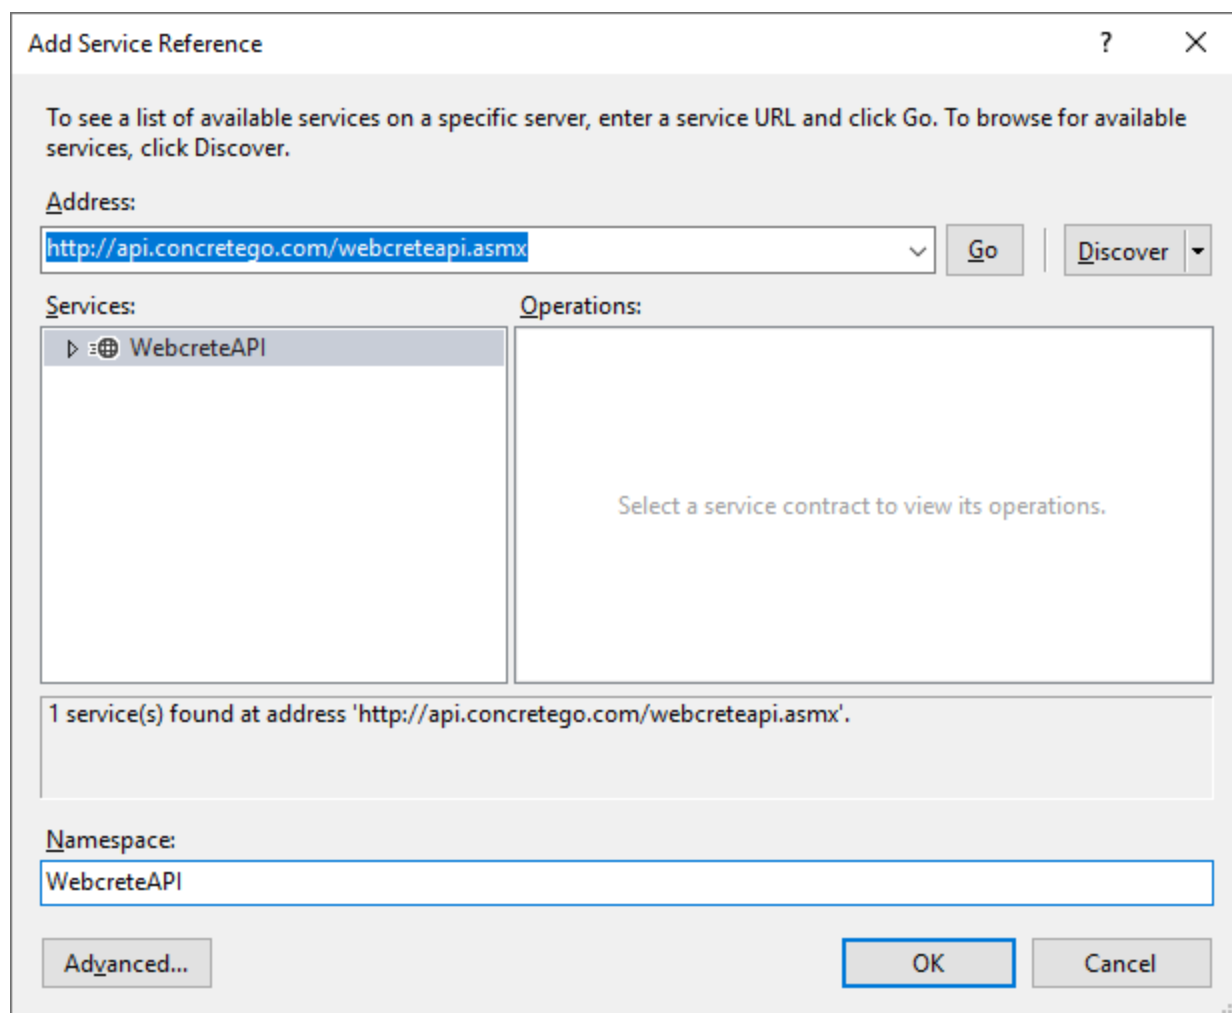 Add Service Reference
?
To see a list of available services on a specific server, enter a service URL and click Go. To browse for available
services, click Discover.
Address:
http://api.concretego.com/webcreteapi.asmx
Go
Discover
Services:
Operations:
WebcreteAPI
Select a service contract to view its operations.
1 service(s) found at address 'http://api.concretego.com/webcreteapi.asmx'.
Namespace:
WebcreteAPI
Advanced...
OK
Cancel